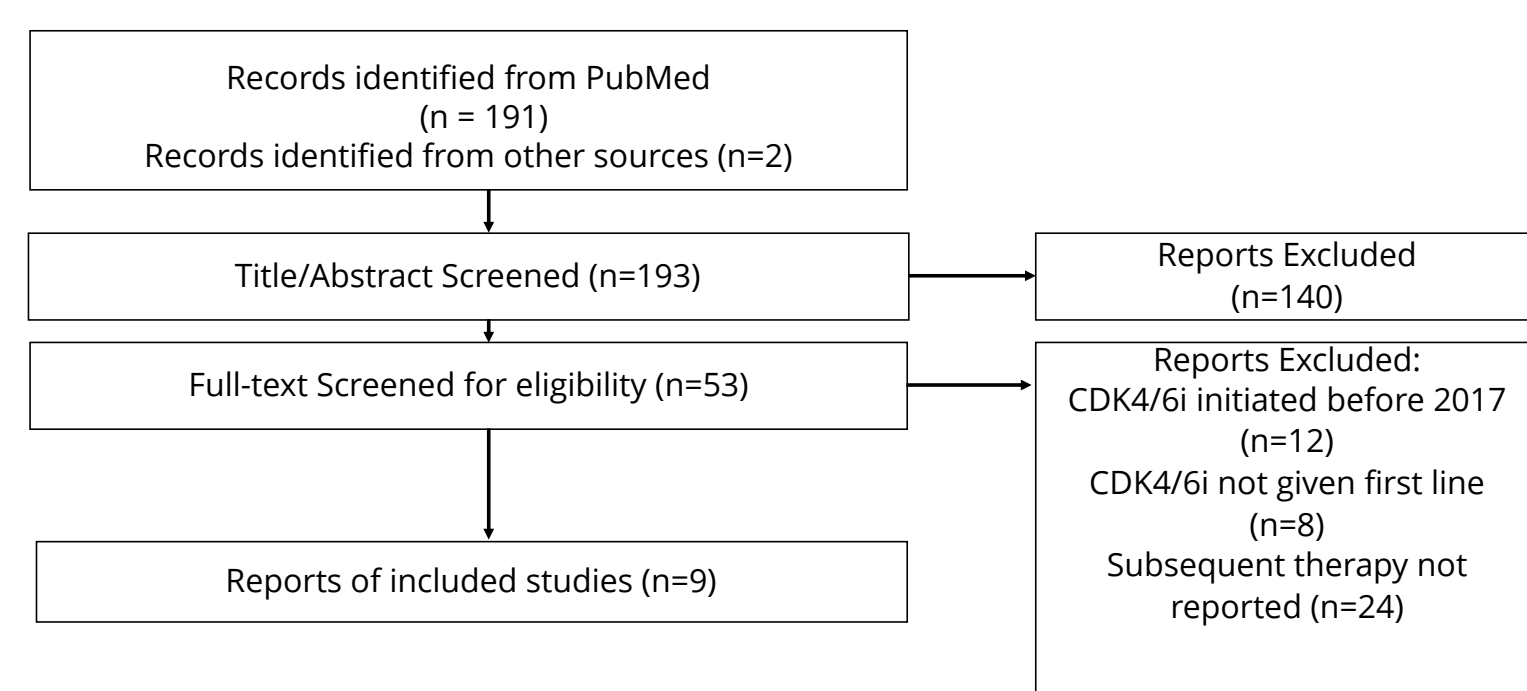 Records identified from PubMed
(n = 191)
Records identified from other sources (n=2)
Title/Abstract Screened (n=193)
Reports Excluded
(n=140)
Full-text Screened for eligibility (n=53)
Reports Excluded:
CDK4/6i initiated before 2017
(n=12)
CDK4/6i not given first line
(n=8)
Subsequent therapy not
reported (n=24)
Reports of included studies (n=9)